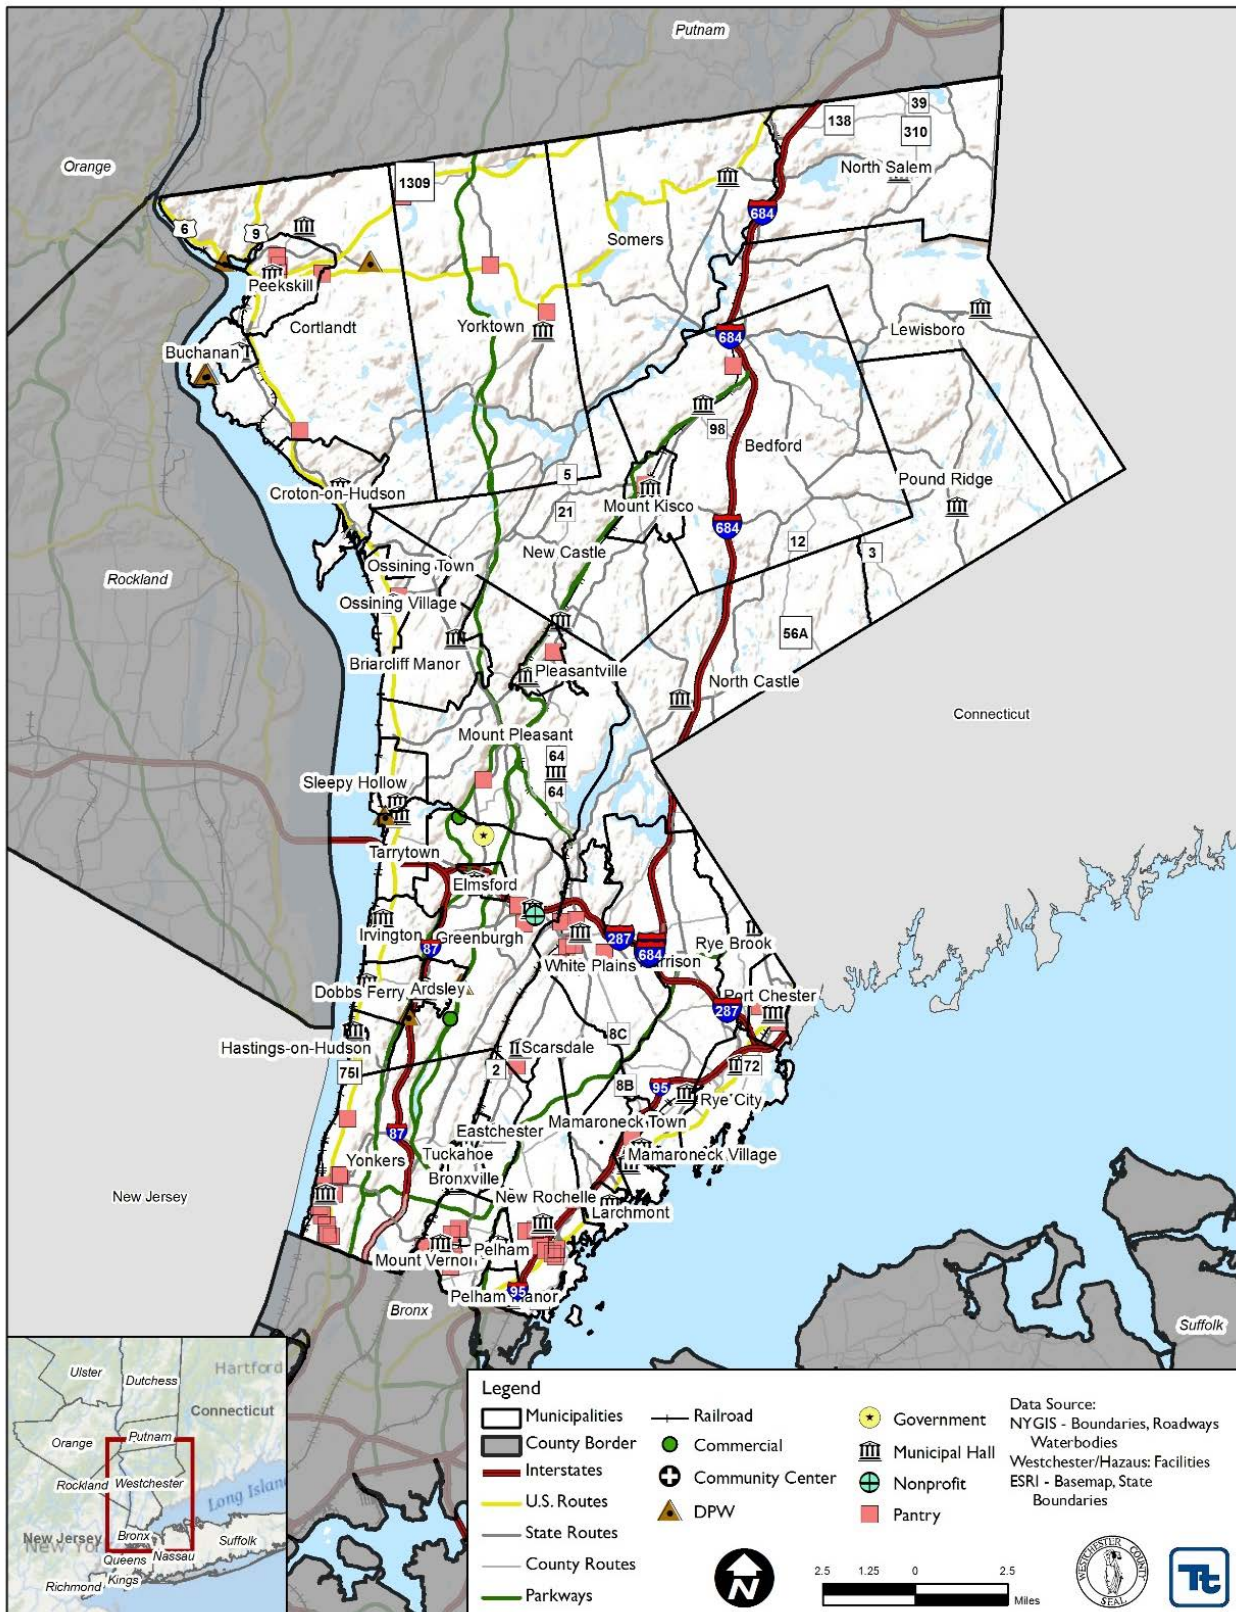 Putnam
39
138
310
Orange
North Salem
1309
684
6
9
Somers
Peekskill
Lewisboro
Cortlandt
Yorktown
684
Buchanan
98
Bedford
5
Pound Ridge
Croton-on-Hudson
Mount Kisco
21
684
12
3
New Castle
Ossining Town
Rockland
Ossining Village
56A
Briarcliff Manor
Pleasantville
North Castle
Connecticut
Mount Pleasant
64
64
Sleepy Hollow
Tarrytown
Elmsford
Irvington
Greenburgh
87
287
684
Rye Brook
White Plains
Dobbs Ferry
Ardsley
Port Chester
287
Hastings-on-Hudson
8C
Scarsdale
75I
2
72
8B
95
Rye City
Mamaroneck Town
Eastchester
87
Tuckahoe
Mamaroneck Village
Yonkers
Bronxville
New Jersey
New Rochelle
Larchmont
Mount Vernon
Pelham
95
Pelham Manor
Bronx
Suffolk
Ulster
Dutchess
Hartford
Connecticut
Orange
Putnam
Rockland
Westchester
Long Island
New Jersey
Bronx
Suffolk
Queens
Nassau
Richmond
Kings
Legend
Municipalities
County Border
Interstates
U.S. Routes
State Routes
County Routes
Parkways
Railroad
Commercial
Community Center
DPW
Government
Municipal Hall
Nonprofit
Pantry
Data Source:
NYGIS - Boundaries, Roadways
Waterbodies
Westchester/Hazaus: Facilities
ESRI - Basemap, State
Boundaries
N
2.5 1.25 0 2.5
Miles
WESTCHESTER COUNTY
SEAL
Tt